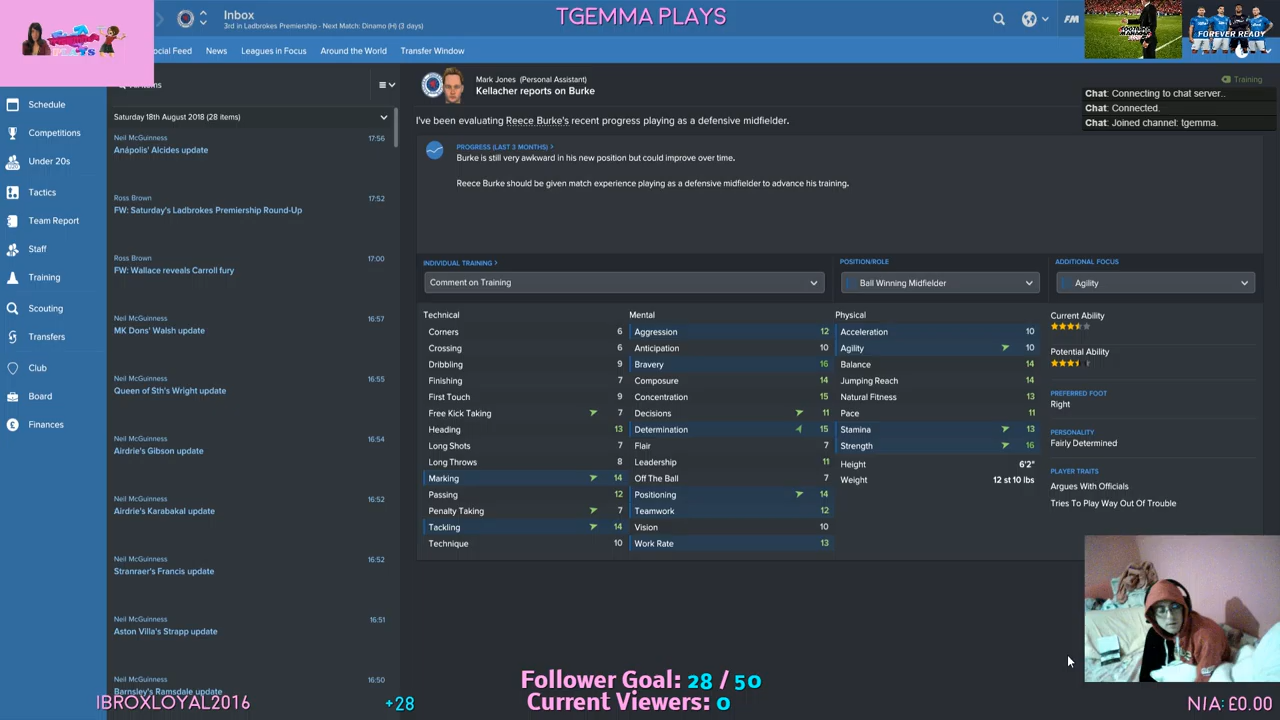 TGEMMA PLAYS
Inbox
3rd in Ladbrokes Premiership - Next Match: Dinamo (H) (3 days)
FM
FOREVER READY
ocial Feed
News
Leagues in Focus
Around the World
Transfer Window
Schedule
Competitions
Under 20s
Tactics
Team Report
Staff
Training
Scouting
Transfers
Club
Board
Finances
Saturday 18th August 2018 (28 items)
Neil McGuinness 17:56
Anápolis' Alcides update
Ross Brown 17:52
FW: Saturday's Ladbrokes Premiership Round-Up
Ross Brown 17:00
FW: Wallace reveals Carroll fury
Neil McGuinness 16:57
MK Dons' Walsh update
Neil McGuinness 16:55
Queen of Sth's Wright update
Neil McGuinness 16:54
Airdrie's Gibson update
Neil McGuinness 16:52
Airdrie's Karabakal update
Neil McGuinness 16:52
Stranraer's Francis update
Neil McGuinness 16:51
Aston Villa's Strapp update
Neil McGuinness 16:50
Barnsley's Ramsdale update
Mark Jones (Personal Assistant)
Kellacher reports on Burke
Training
Chat: Connecting to chat server..
Chat: Connected.
Chat: Joined channel: tgemma.
I've been evaluating Reece Burke's recent progress playing as a defensive midfielder.
PROGRESS (LAST 3 MONTHS) >
Burke is still very awkward in his new position but could improve over time.
Reece Burke should be given match experience playing as a defensive midfielder to advance his training.
INDIVIDUAL TRAINING >
Comment on Training
POSITION/ROLE
Ball Winning Midfielder
ADDITIONAL FOCUS
Agility
Technical
Corners 6
Crossing 6
Dribbling 9
Finishing 7
First Touch 9
Free Kick Taking 7
Heading 13
Long Shots 7
Long Throws 8
Marking 14
Passing 12
Penalty Taking 7
Tackling 14
Technique 10
Mental
Aggression 12
Anticipation 10
Bravery 16
Composure 14
Concentration 15
Decisions 11
Determination 15
Flair 7
Leadership 11
Off The Ball 7
Positioning 14
Teamwork 12
Vision 10
Work Rate 13
Physical
Acceleration 10
Agility 10
Balance 14
Jumping Reach 14
Natural Fitness 13
Pace 11
Stamina 13
Strength 16
Height 6'2"
Weight 12 st 10 lbs
Current Ability
Potential Ability
PREFERRED FOOT
Right
PERSONALITY
Fairly Determined
PLAYER TRAITS
Argues With Officials
Tries To Play Way Out Of Trouble
Follower Goal: 28 / 50
Current Viewers: 0
IBROXLOYAL2016
+28
N/A: £0.00